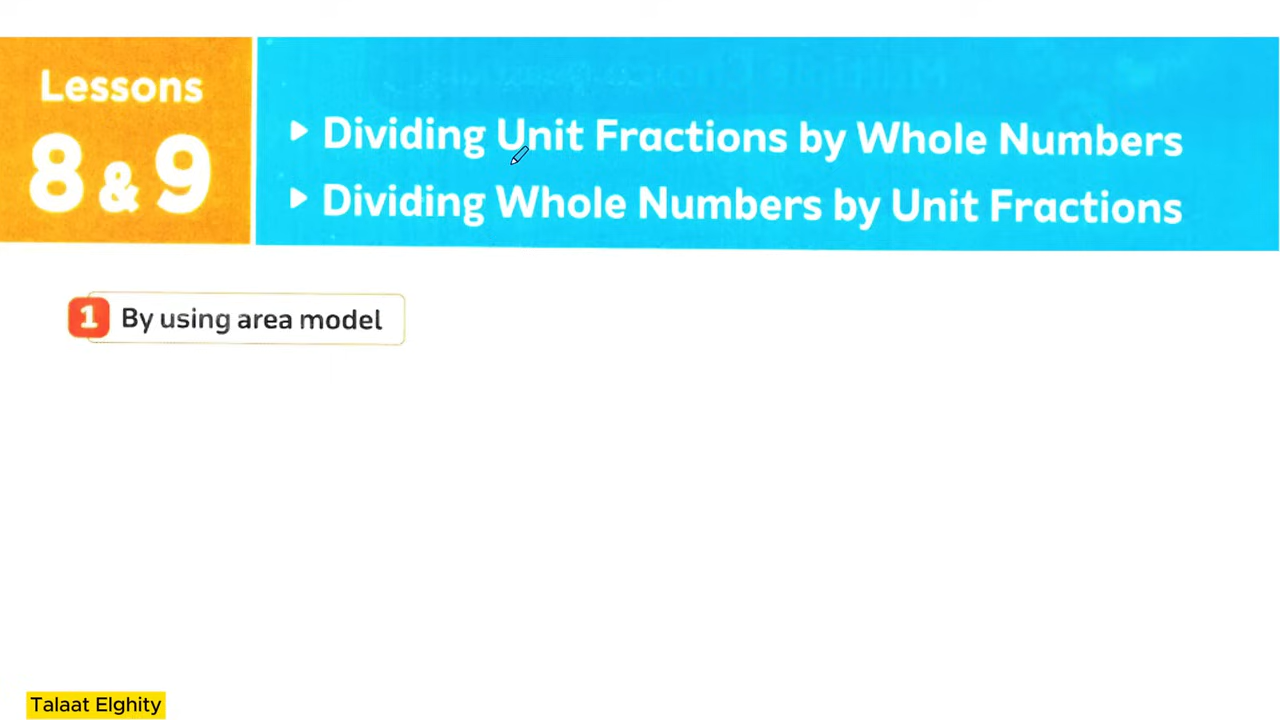 Lessons
8 & 9
▶ Dividing Unit Fractions by Whole Numbers
▶ Dividing Whole Numbers by Unit Fractions
1 By using area model
Talaat Elghity